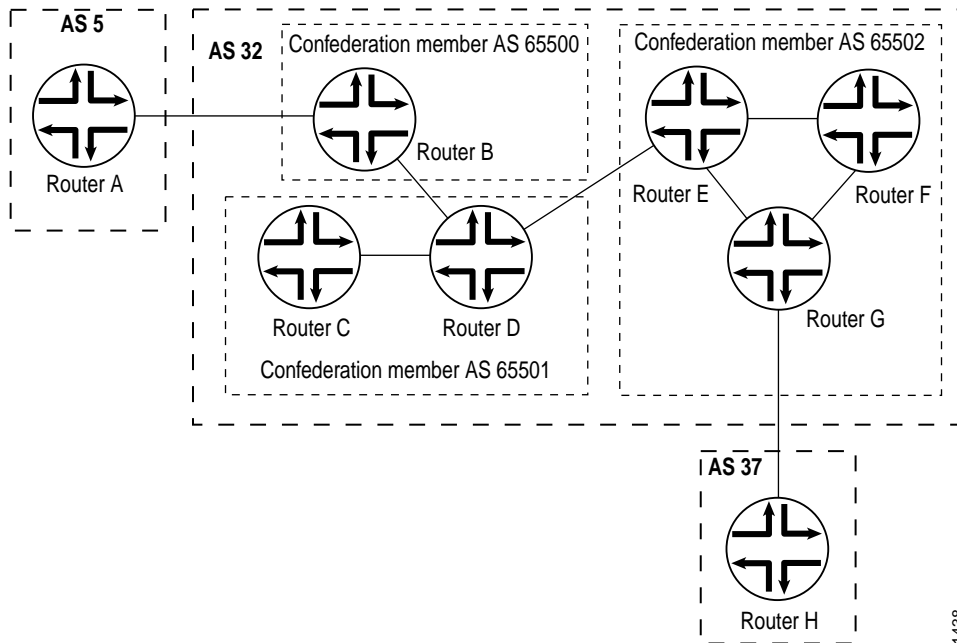 AS 5
AS 32
Confederation member AS 65500
Confederation member AS 65502
Router A
Router B
Router E
Router F
Router C
Router D
Router G
Confederation member AS 65501
AS 37
Router H